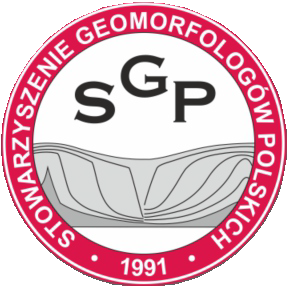 STOWARZYSZENIE GEOMORFOLOGÓW POLSKICH
SGP
• 1991 •